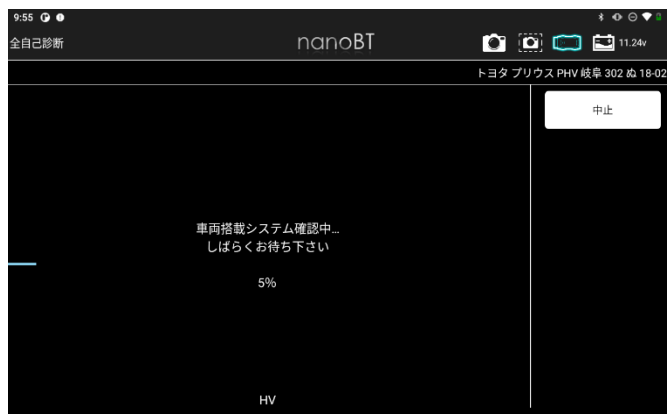 9:55
全自己診断
nanoBT
11.24v
トヨタ プリウス PHV 岐阜 302 ぬ 18-02
中止
車両搭載システム確認中...
しばらくお待ち下さい
5%
HV